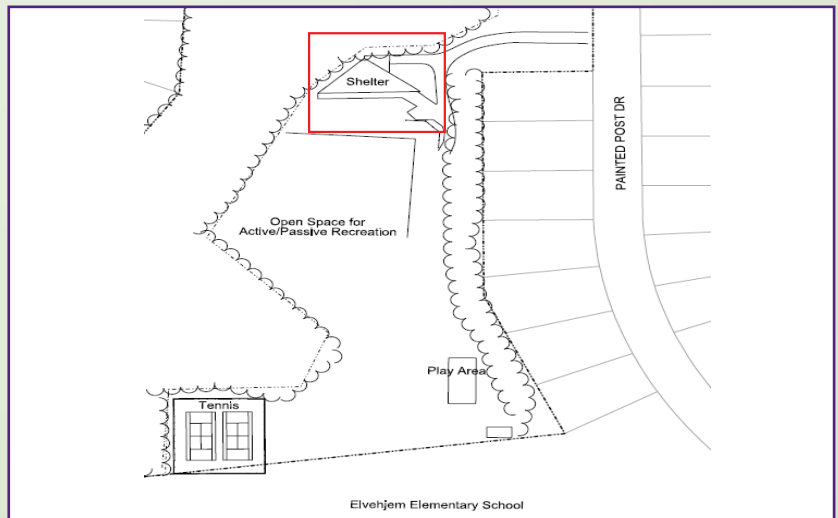 Shelter
PAINTED POST DR
Open Space for
Active/Passive Recreation
Play Area
Tennis
Elvehjem Elementary School